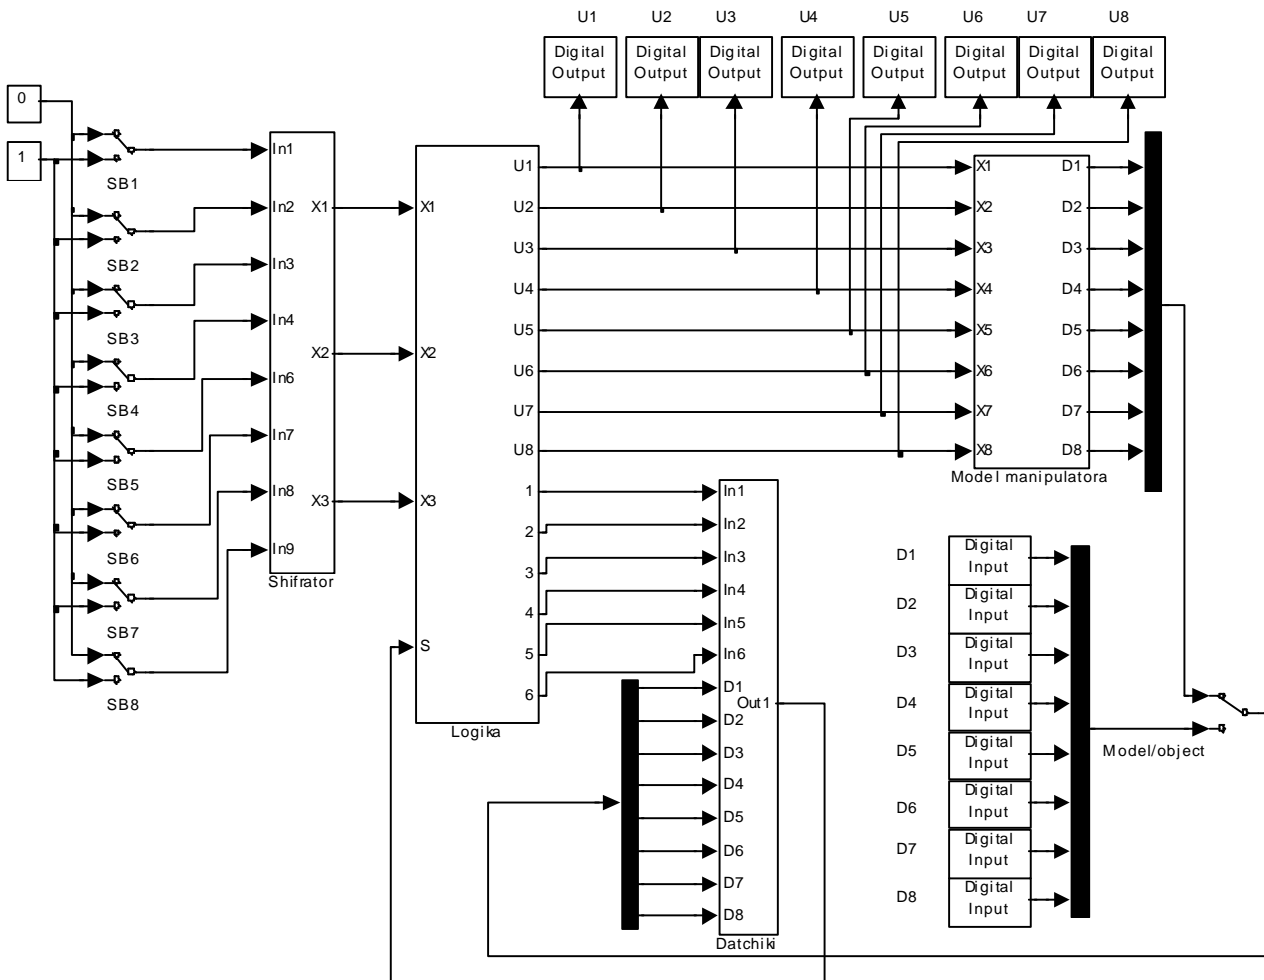 U1 U2 U3 U4 U5 U6 U7 U8
Digital Output
Digital Output
Digital Output
Digital Output
Digital Output
Digital Output
Digital Output
Digital Output
0
1
SB1
SB2
SB3
SB4
SB5
SB6
SB7
SB8
In1
In2
In3
In4
In6
In7
In8
In9
X1
X2
X3
Shifrator
X1
X2
X3
S
U1
U2
U3
U4
U5
U6
U7
U8
1
2
3
4
5
6
Logika
X1
X2
X3
X4
X5
X6
X7
X8
D1
D2
D3
D4
D5
D6
D7
D8
Model manipulatora
In1
In2
In3
In4
In5
In6
D1
D2
D3
D4
D5
D6
D7
D8
Out1
Datchiki
D1 Digital Input
D2 Digital Input
D3 Digital Input
D4 Digital Input
D5 Digital Input
D6 Digital Input
D7 Digital Input
D8 Digital Input
Model/object